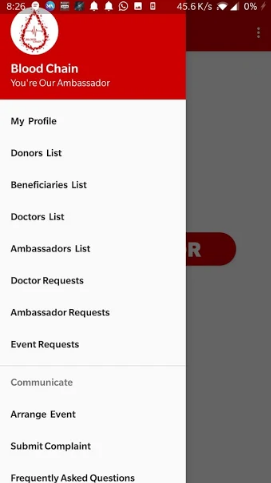 8:26 45.6 K/s 0%
Blood Chain
You're Our Ambassador
My Profile
Donors List
Beneficiaries List
Doctors List
Ambassadors List
Doctor Requests
Ambassador Requests
Event Requests
Communicate
Arrange Event
Submit Complaint
Frequently Asked Questions